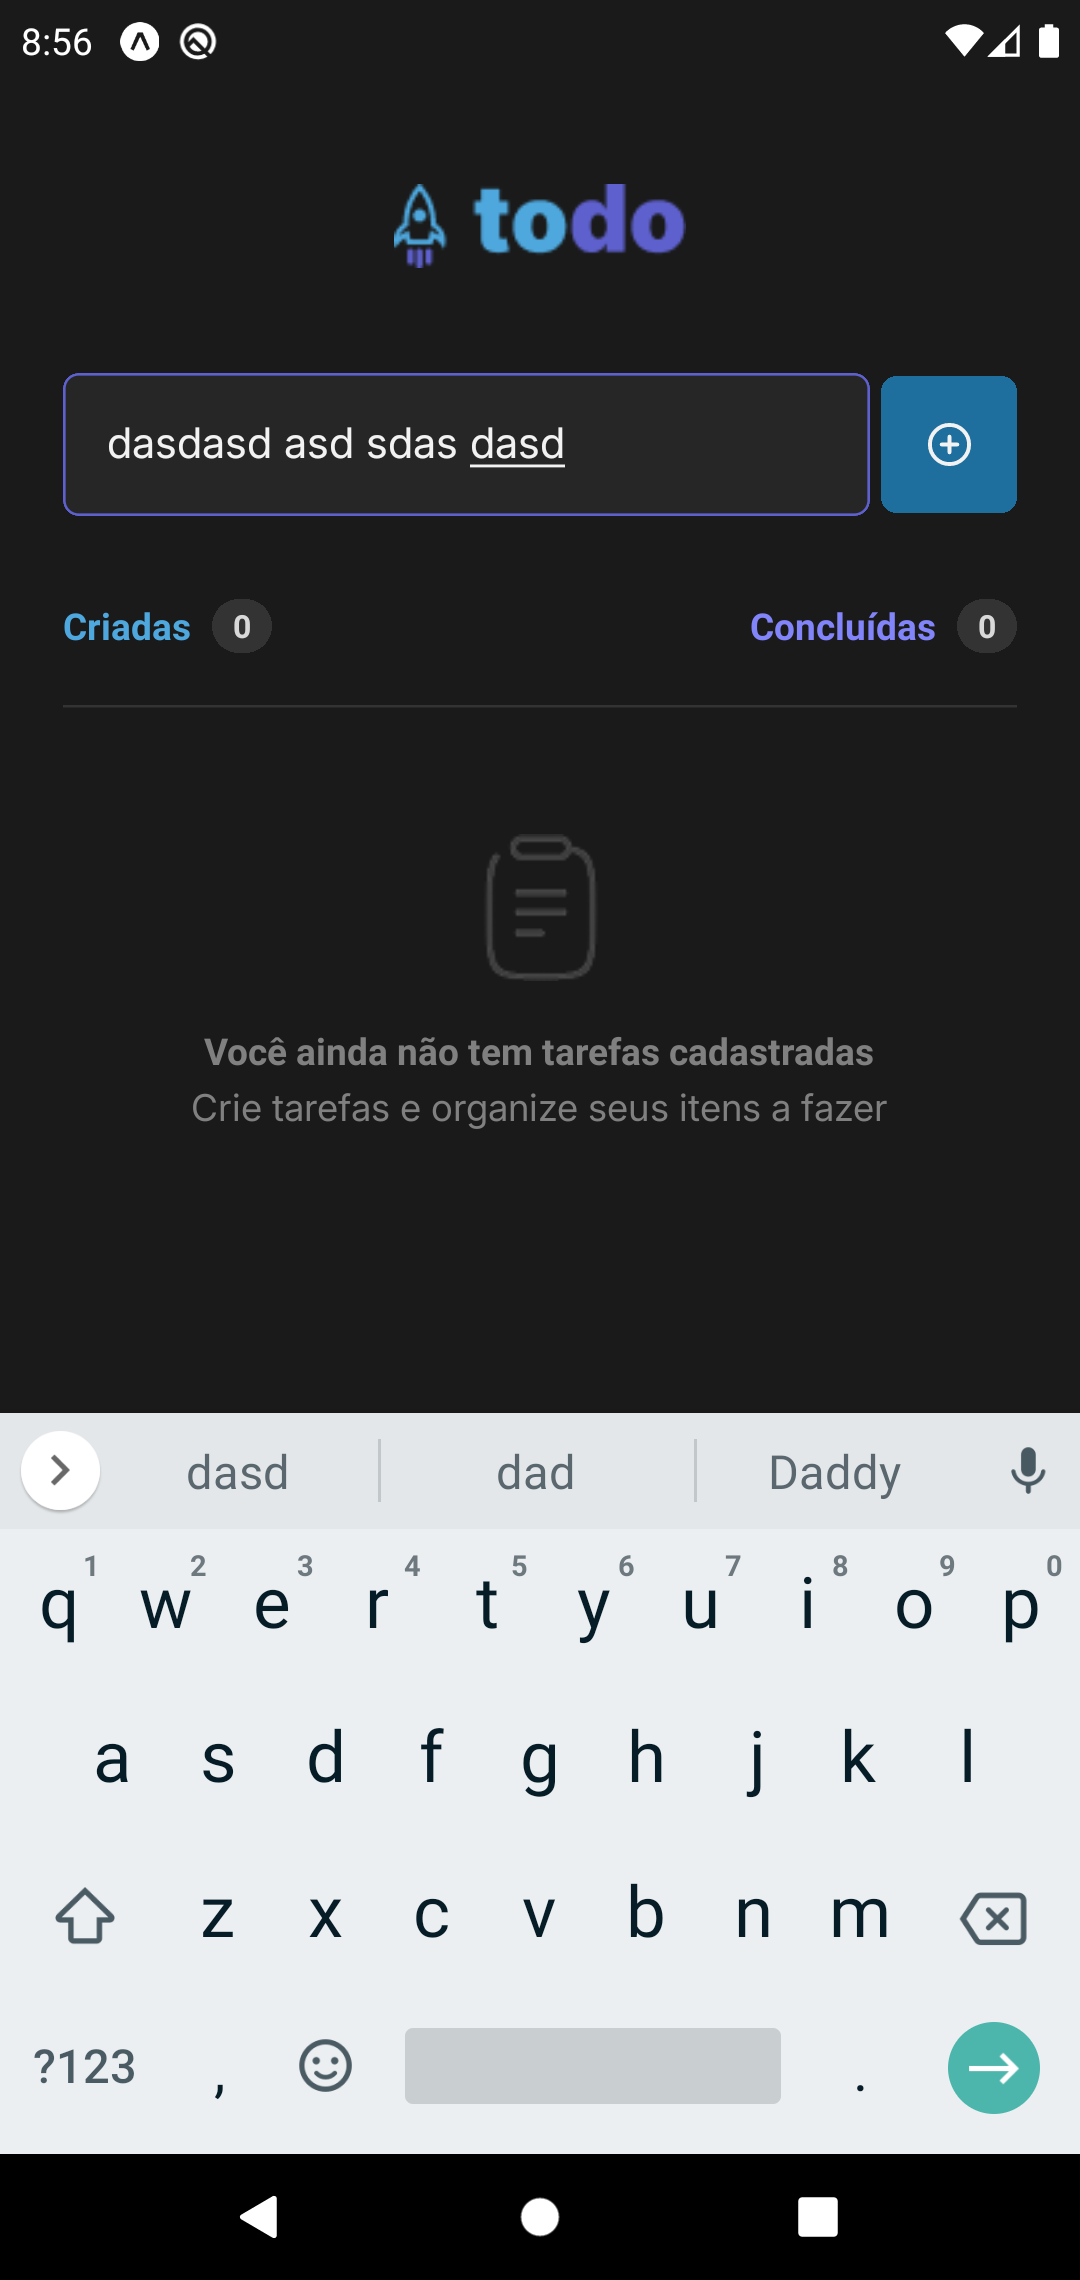 8:56
todo
dasdasd asd sdas dasd
Criadas 0 Concluídas 0
Você ainda não tem tarefas cadastradas
Crie tarefas e organize seus itens a fazer
dasd dad Daddy
1 2 3 4 5 6 7 8 9 0
q w e r t y u i o p
a s d f g h j k l
z x c v b n m
?123 , .